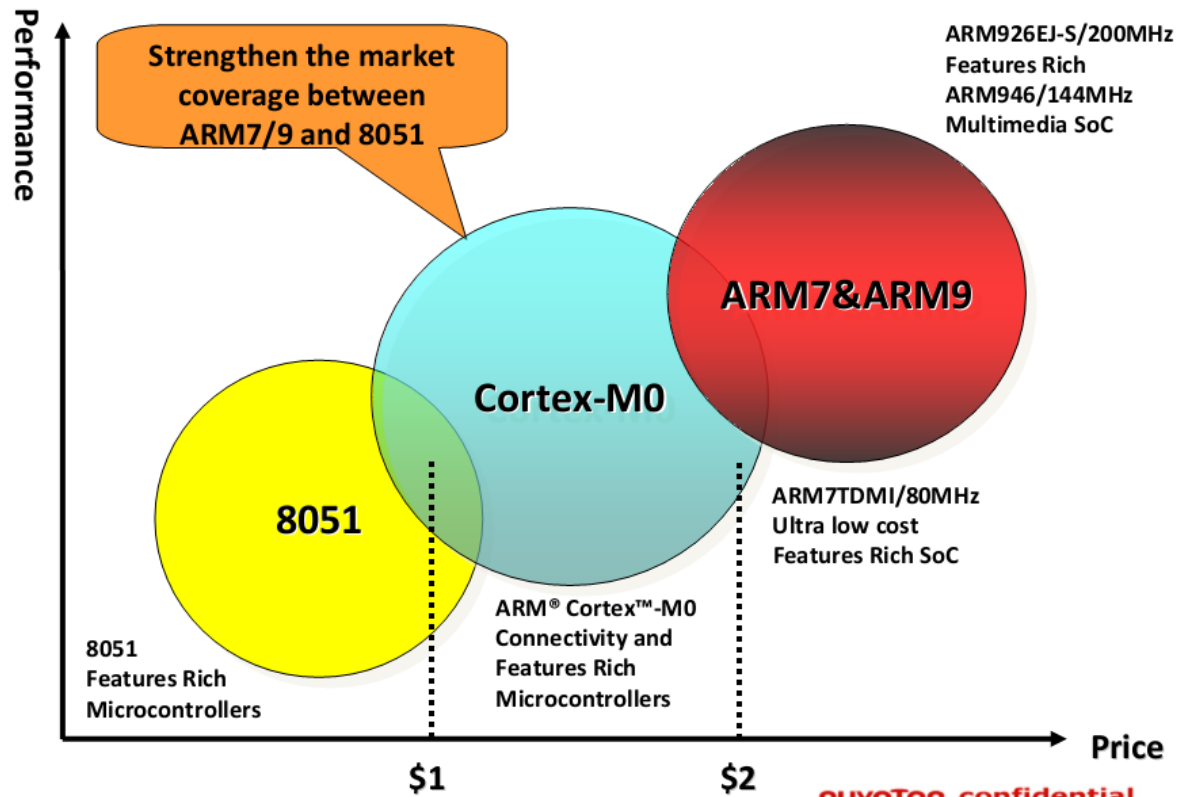 Performance
Strengthen the market
coverage between
ARM7/9 and 8051
ARM926EJ-S/200MHz
Features Rich
ARM946/144MHz
Multimedia SoC
ARM7&ARM9
Cortex-M0
8051
ARM7TDMI/80MHz
Ultra low cost
Features Rich SoC
ARM® Cortex™-M0
Connectivity and
Features Rich
Microcontrollers
8051
Features Rich
Microcontrollers
Price
$1
$2
confidential